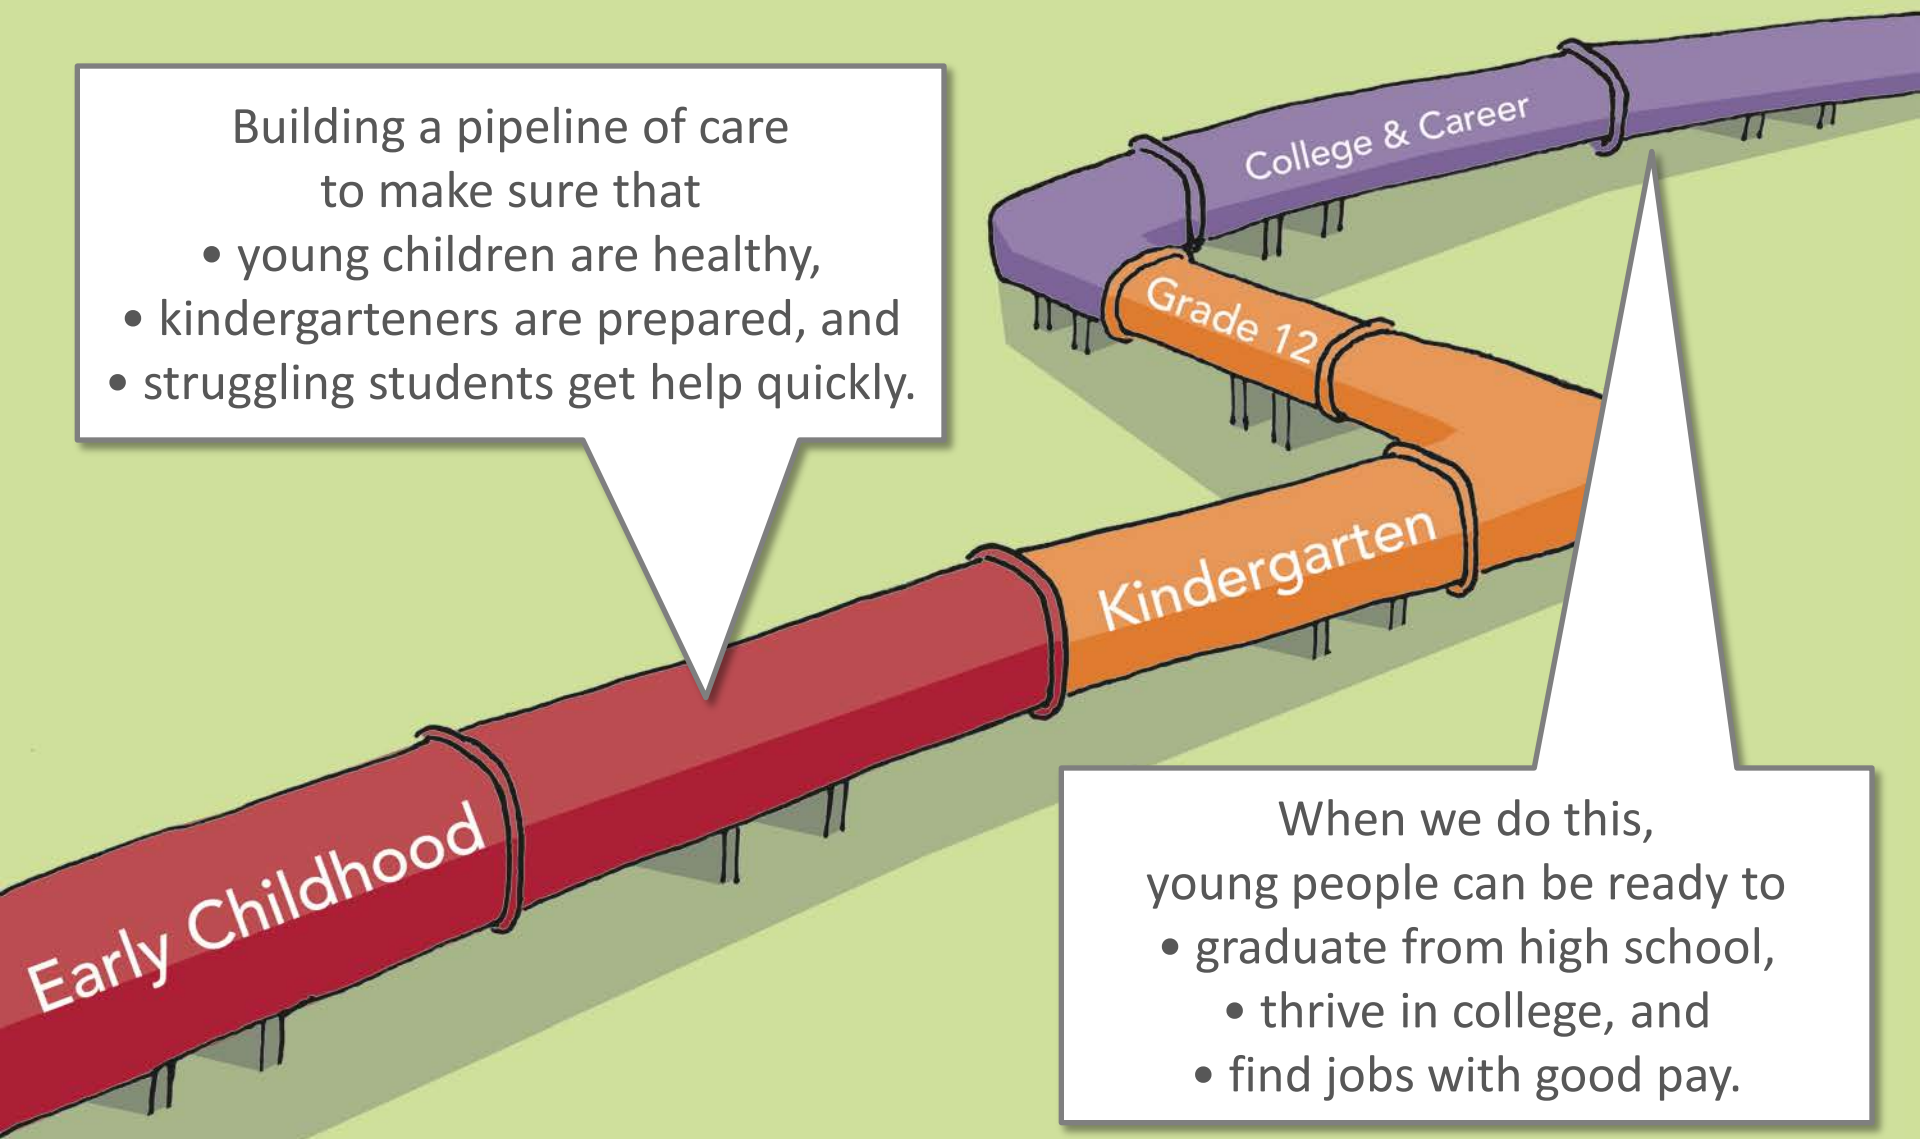 Building a pipeline of care
to make sure that
• young children are healthy,
• kindergarteners are prepared, and
• struggling students get help quickly.
College & Career
Grade 12
Kindergarten
Early Childhood
When we do this,
young people can be ready to
• graduate from high school,
• thrive in college, and
• find jobs with good pay.